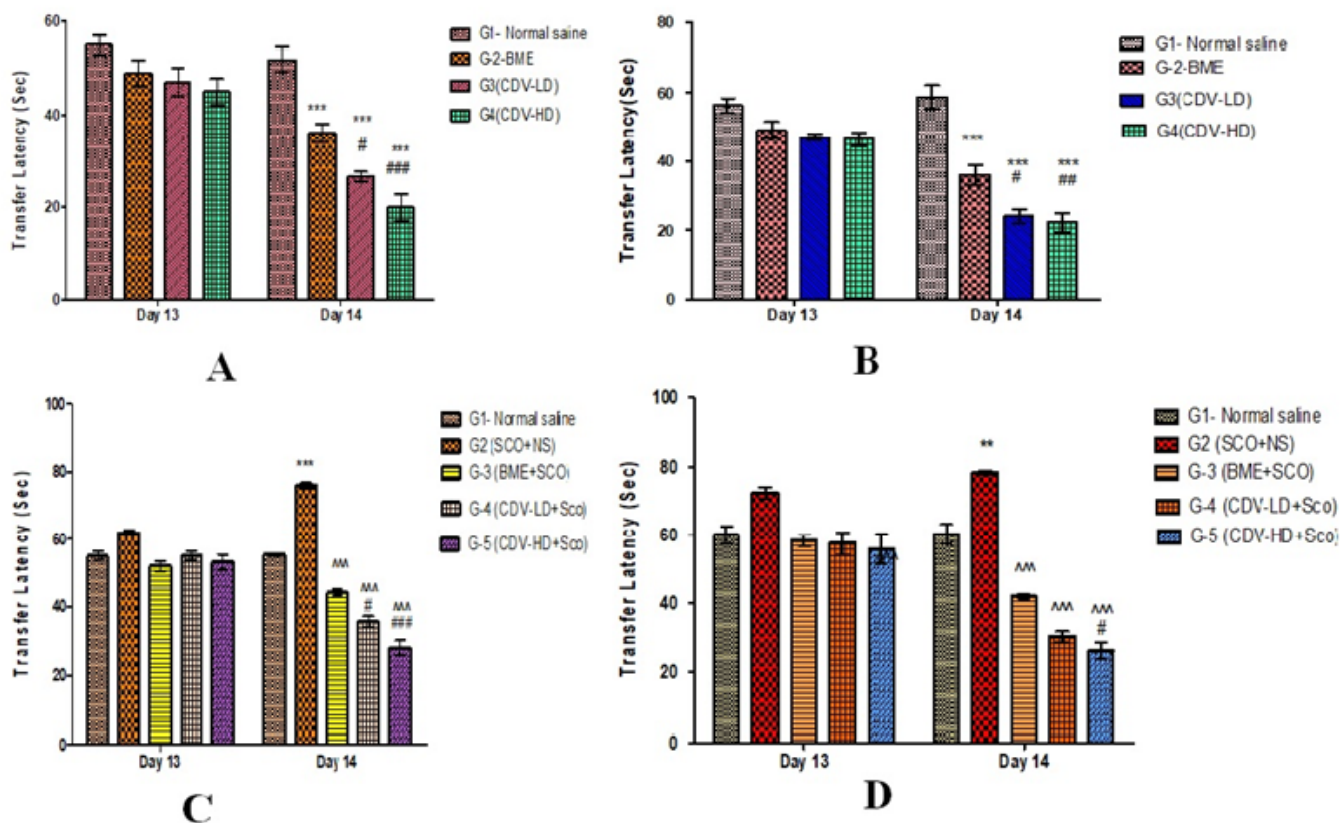 60
40
20
0
Transfer Latency (Sec)
***
***
#
***
###
Day 13
Day 14
G1- Normal saine
G-2-BME
G3(CDV-LD)
G4(CDV-HD)
A
80
60
40
20
0
Transfer Latency(Sec)
***
***
#
***
##
Day 13
Day 14
G1- Normal saline
G-2-BME
G3(CDV-LD)
G4(CDV-HD)
B
100
80
60
40
20
0
Transfer Latency (Sec)
***
^^^
^^^
#
^^^
###
Day 13
Day 14
G1- Normal saline
G2 (SCO+NS)
G-3 (BME+SCO)
G-4 (CDV-LD+Sco)
G-5 (CDV-HD+Sco)
C
100
80
60
40
20
0
Transfer Latency (Sec)
^
**
^^^
^^^
^^^
#
Day 13
Day 14
G1- Normal saline
G2 (SCO+NS)
G-3 (BME+SCO)
G-4 (CDV-LD+Sco)
G-5 (CDV-HD+Sco)
D